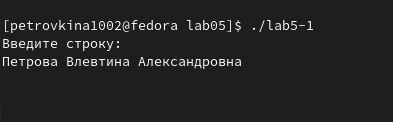 [petrovkina1002@fedora lab05]$ ./lab5-1
Введите строку:
Петрова Влевтина Александровна